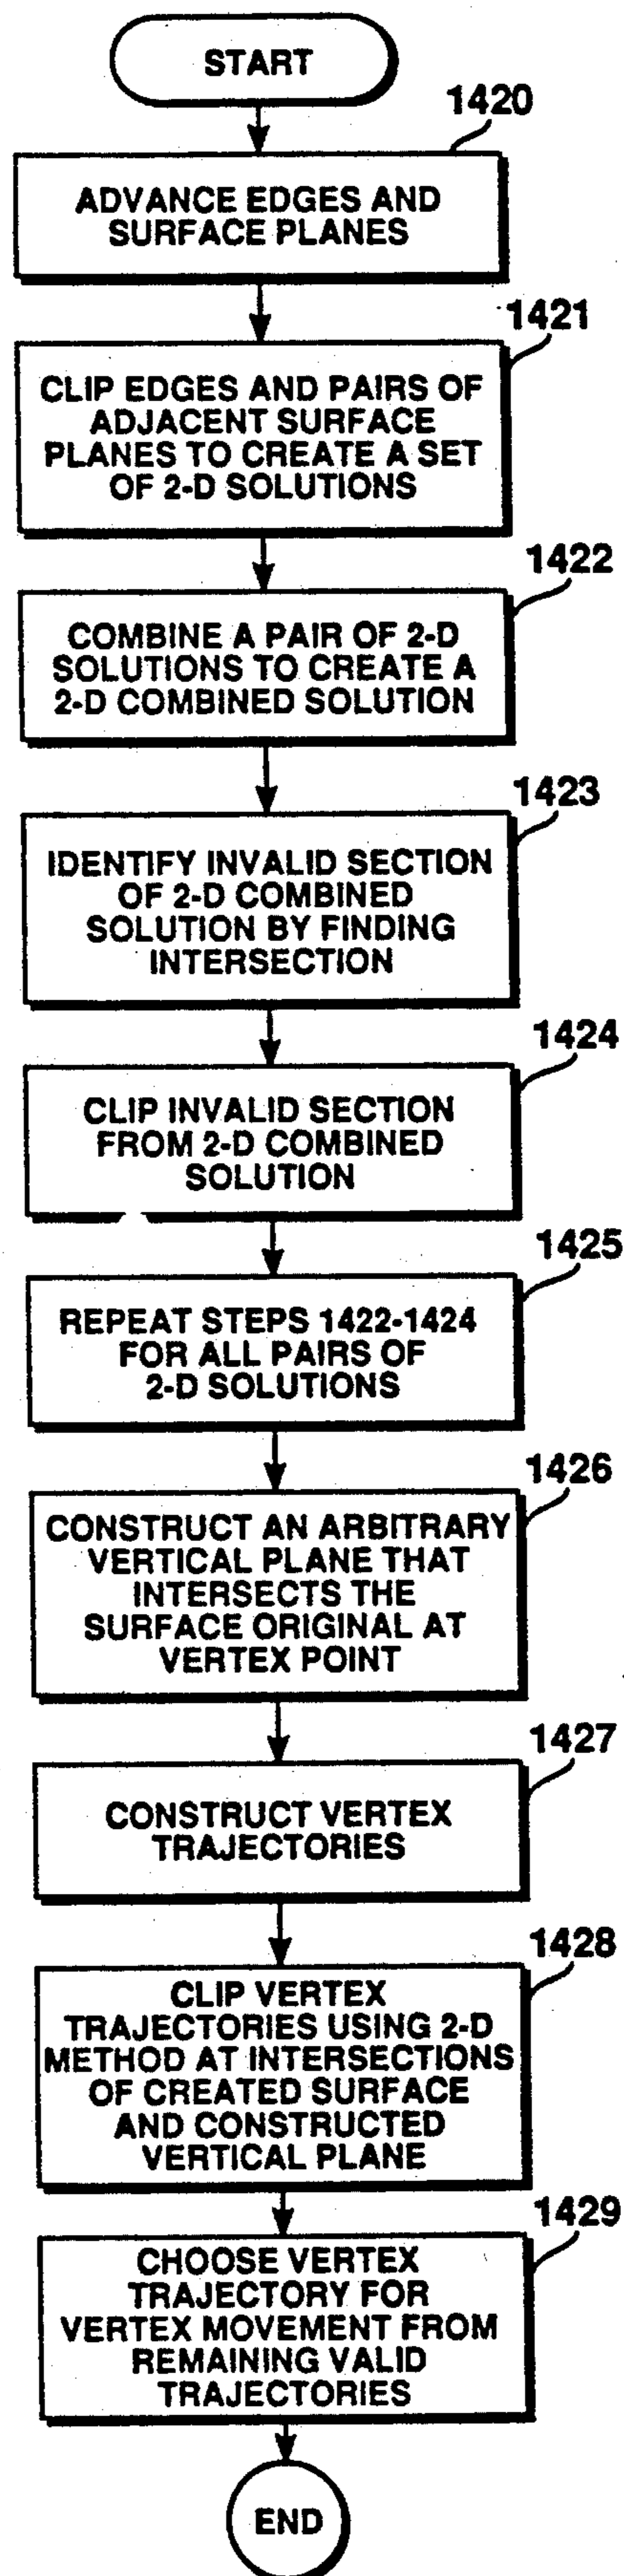 START
1420
ADVANCE EDGES AND
SURFACE PLANES
1421
CLIP EDGES AND PAIRS OF
ADJACENT SURFACE
PLANES TO CREATE A SET
OF 2-D SOLUTIONS
1422
COMBINE A PAIR OF 2-D
SOLUTIONS TO CREATE A
2-D COMBINED SOLUTION
1423
IDENTIFY INVALID SECTION
OF 2-D COMBINED
SOLUTION BY FINDING
INTERSECTION
1424
CLIP INVALID SECTION
FROM 2-D COMBINED
SOLUTION
1425
REPEAT STEPS 1422-1424
FOR ALL PAIRS OF
2-D SOLUTIONS
1426
CONSTRUCT AN ARBITRARY
VERTICAL PLANE THAT
INTERSECTS THE
SURFACE ORIGINAL AT
VERTEX POINT
1427
CONSTRUCT VERTEX
TRAJECTORIES
1428
CLIP VERTEX
TRAJECTORIES USING 2-D
METHOD AT INTERSECTIONS
OF CREATED SURFACE
AND CONSTRUCTED
VERTICAL PLANE
1429
CHOOSE VERTEX
TRAJECTORY FOR
VERTEX MOVEMENT FROM
REMAINING VALID
TRAJECTORIES
END